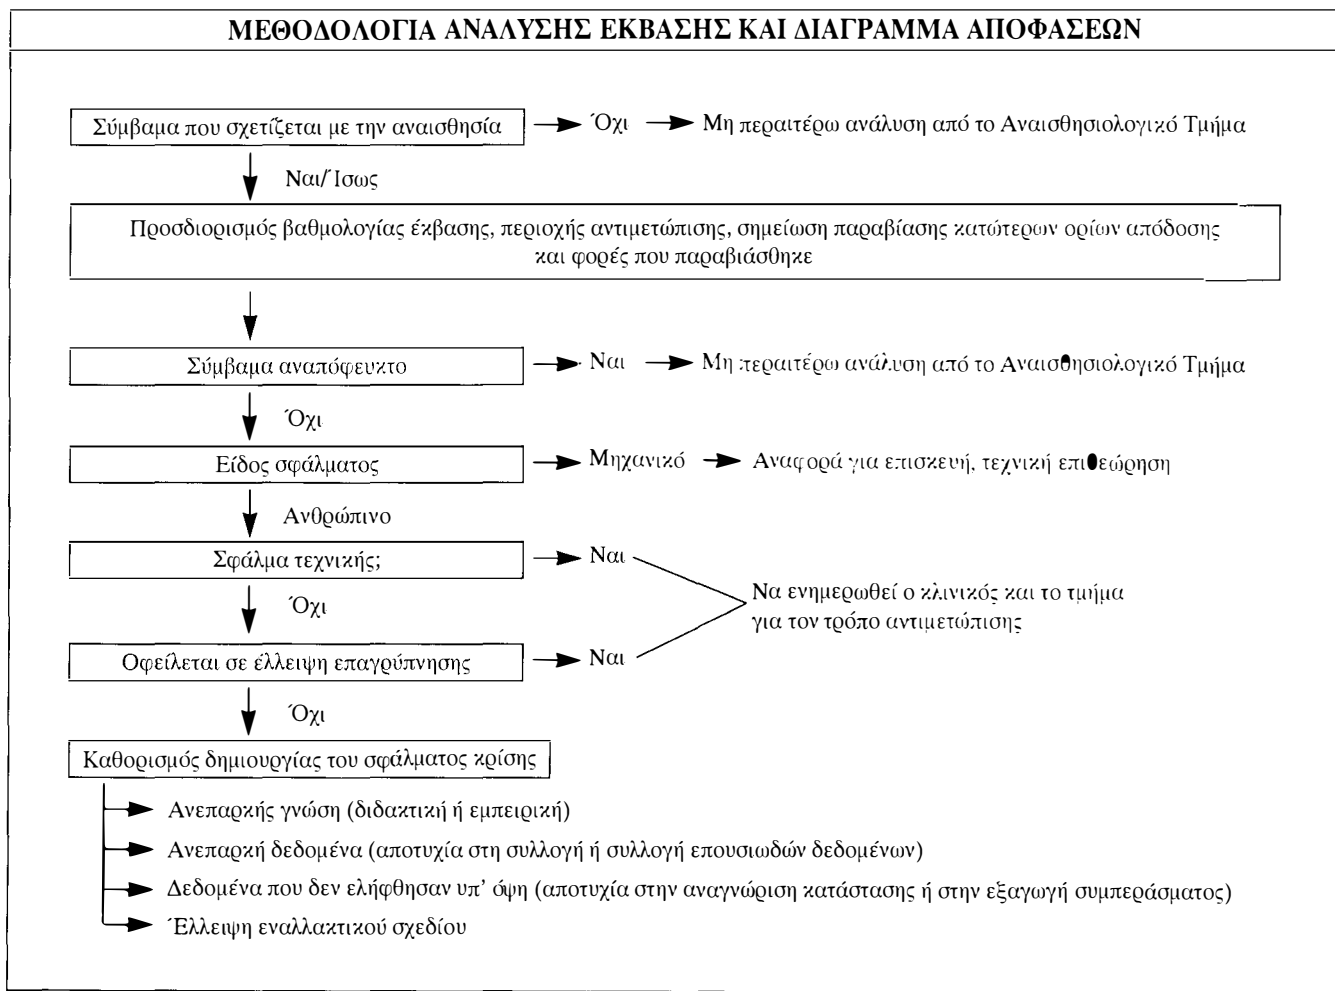 ΜΕΘΟΔΟΛΟΓΙΑ ΑΝΑΛΥΣΗΣ ΕΚΒΑΣΗΣ ΚΑΙ ΔΙΑΓΡΑΜΜΑ ΑΠΟΦΑΣΕΩΝ
Σύμβαμα που σχετίζεται με την αναισθησία Όχι Μη περαιτέρω ανάλυση από το Αναισθησιολογικό Τμήμα
Ναι/Ίσως
Προσδιορισμός βαθμολογίας έκβασης, περιοχής αντιμετώπισης, σημείωση παραβίασης κατώτερων ορίων απόδοσης
και φορές που παραβιάσθηκε
Σύμβαμα αναπόφευκτο Ναι Μη περαιτέρω ανάλυση από το Αναισθησιολογικό Τμήμα
Όχι
Είδος σφάλματος Μηχανικό Αναφορά για επισκευή, τεχνική επιθεώρηση
Ανθρώπινο
Σφάλμα τεχνικής; Ναι
Να ενημερωθεί ο κλινικός και το τμήμα
για τον τρόπο αντιμετώπισης
Όχι
Οφείλεται σε έλλειψη επαγρύπνησης Ναι
Όχι
Καθορισμός δημιουργίας του σφάλματος κρίσης
Ανεπαρκής γνώση (διδακτική ή εμπειρική)
Ανεπαρκή δεδομένα (αποτυχία στη συλλογή ή συλλογή επουσιωδών δεδομένων)
Δεδομένα που δεν ελήφθησαν υπ' όψη (αποτυχία στην αναγνώριση κατάστασης ή στην εξαγωγή συμπεράσματος)
Έλλειψη εναλλακτικού σχεδίου